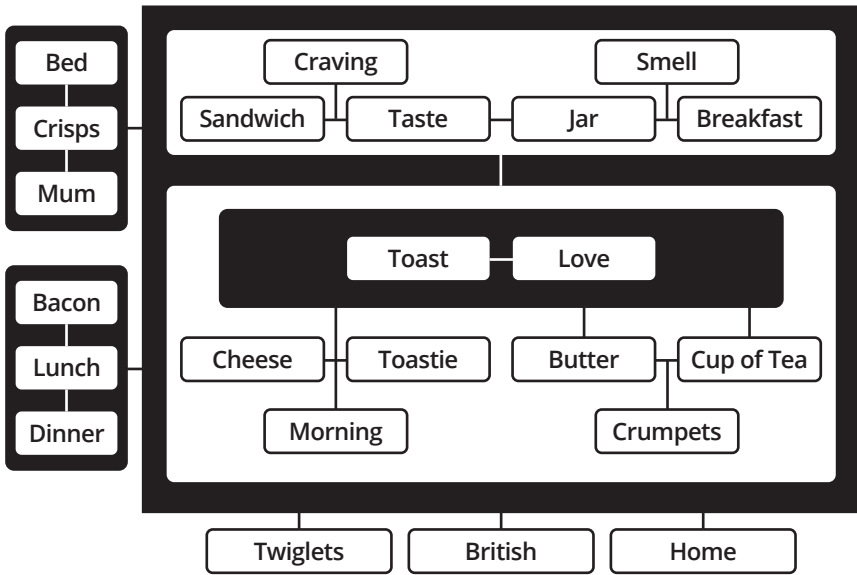 Bed
Crisps
Mum
Bacon
Lunch
Dinner
Craving
Smell
Sandwich
Taste
Jar
Breakfast
Toast
Love
Cheese
Toastie
Butter
Cup of Tea
Morning
Crumpets
Twiglets
British
Home